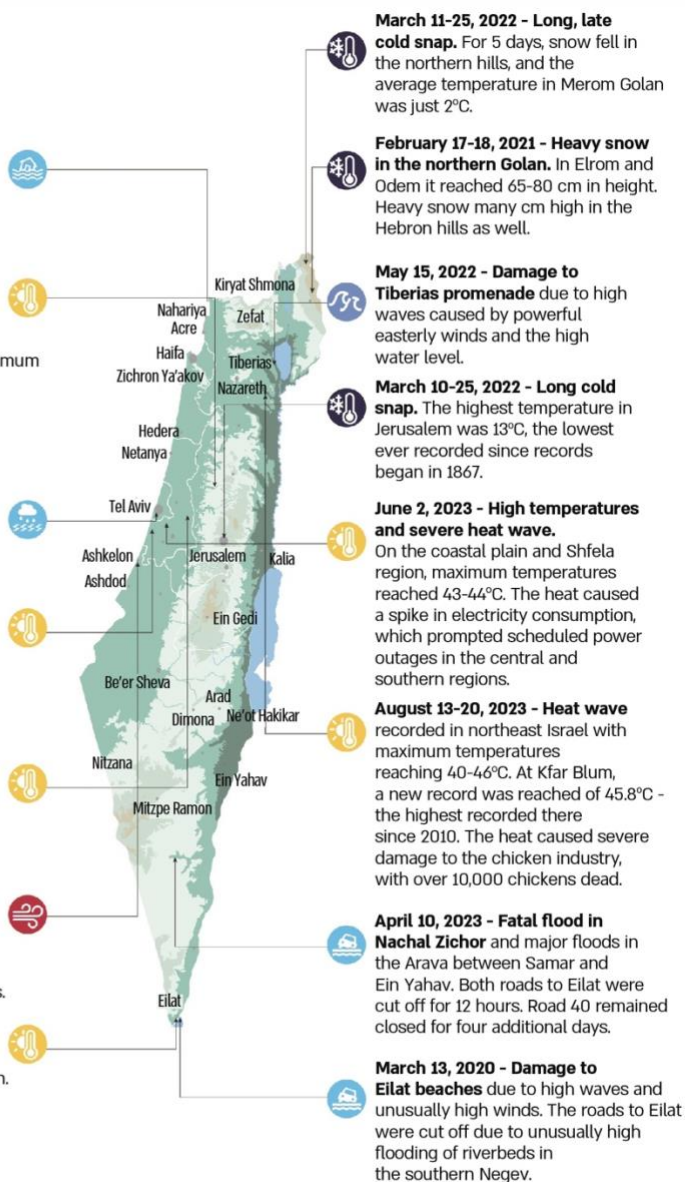 March 11-25, 2022 - Long, late
cold snap. For 5 days, snow fell in
the northern hills, and the
average temperature in Merom Golan
was just 2ºC.
February 17-18, 2021 - Heavy snow
in the northern Golan. In Elrom and
Odem it reached 65-80 cm in height.
Heavy snow many cm high in the
Hebron hills as well.
May 15, 2022 - Damage to
Tiberias promenade due to high
waves caused by powerful
easterly winds and the high
water level.
March 10-25, 2022 - Long cold
snap. The highest temperature in
Jerusalem was 13ºC, the lowest
ever recorded since records
began in 1867.
June 2, 2023 - High temperatures
and severe heat wave.
On the coastal plain and Shfela
region, maximum temperatures
reached 43-44ºC. The heat caused
a spike in electricity consumption,
which prompted scheduled power
outages in the central and
southern regions.
August 13-20, 2023 - Heat wave
recorded in northeast Israel with
maximum temperatures
reaching 40-46ºC. At Kfar Blum,
a new record was reached of 45.8ºC -
the highest recorded there
since 2010. The heat caused severe
damage to the chicken industry,
with over 10,000 chickens dead.
April 10, 2023 - Fatal flood in
Nachal Zichor and major floods in
the Arava between Samar and
Ein Yahav. Both roads to Eilat were
cut off for 12 hours. Road 40 remained
closed for four additional days.
March 13, 2020 - Damage to
Eilat beaches due to high waves and
unusually high winds. The roads to Eilat
were cut off due to unusually high
flooding of riverbeds in
the southern Negev.
Kiryat Shmona
Nahariya
Zefat
Acre
Haifa
Tiberias
Zichron Ya'akov
Nazareth
Hedera
Netanya
Tel Aviv
Jerusalem
Kalia
Ashkelon
Ashdod
Ein Gedi
Be'er Sheva
Arad
Dimona
Ne'ot Hakikar
Nitzana
Ein Yahav
Mitzpe Ramon
Eilat
mum
s.
n.